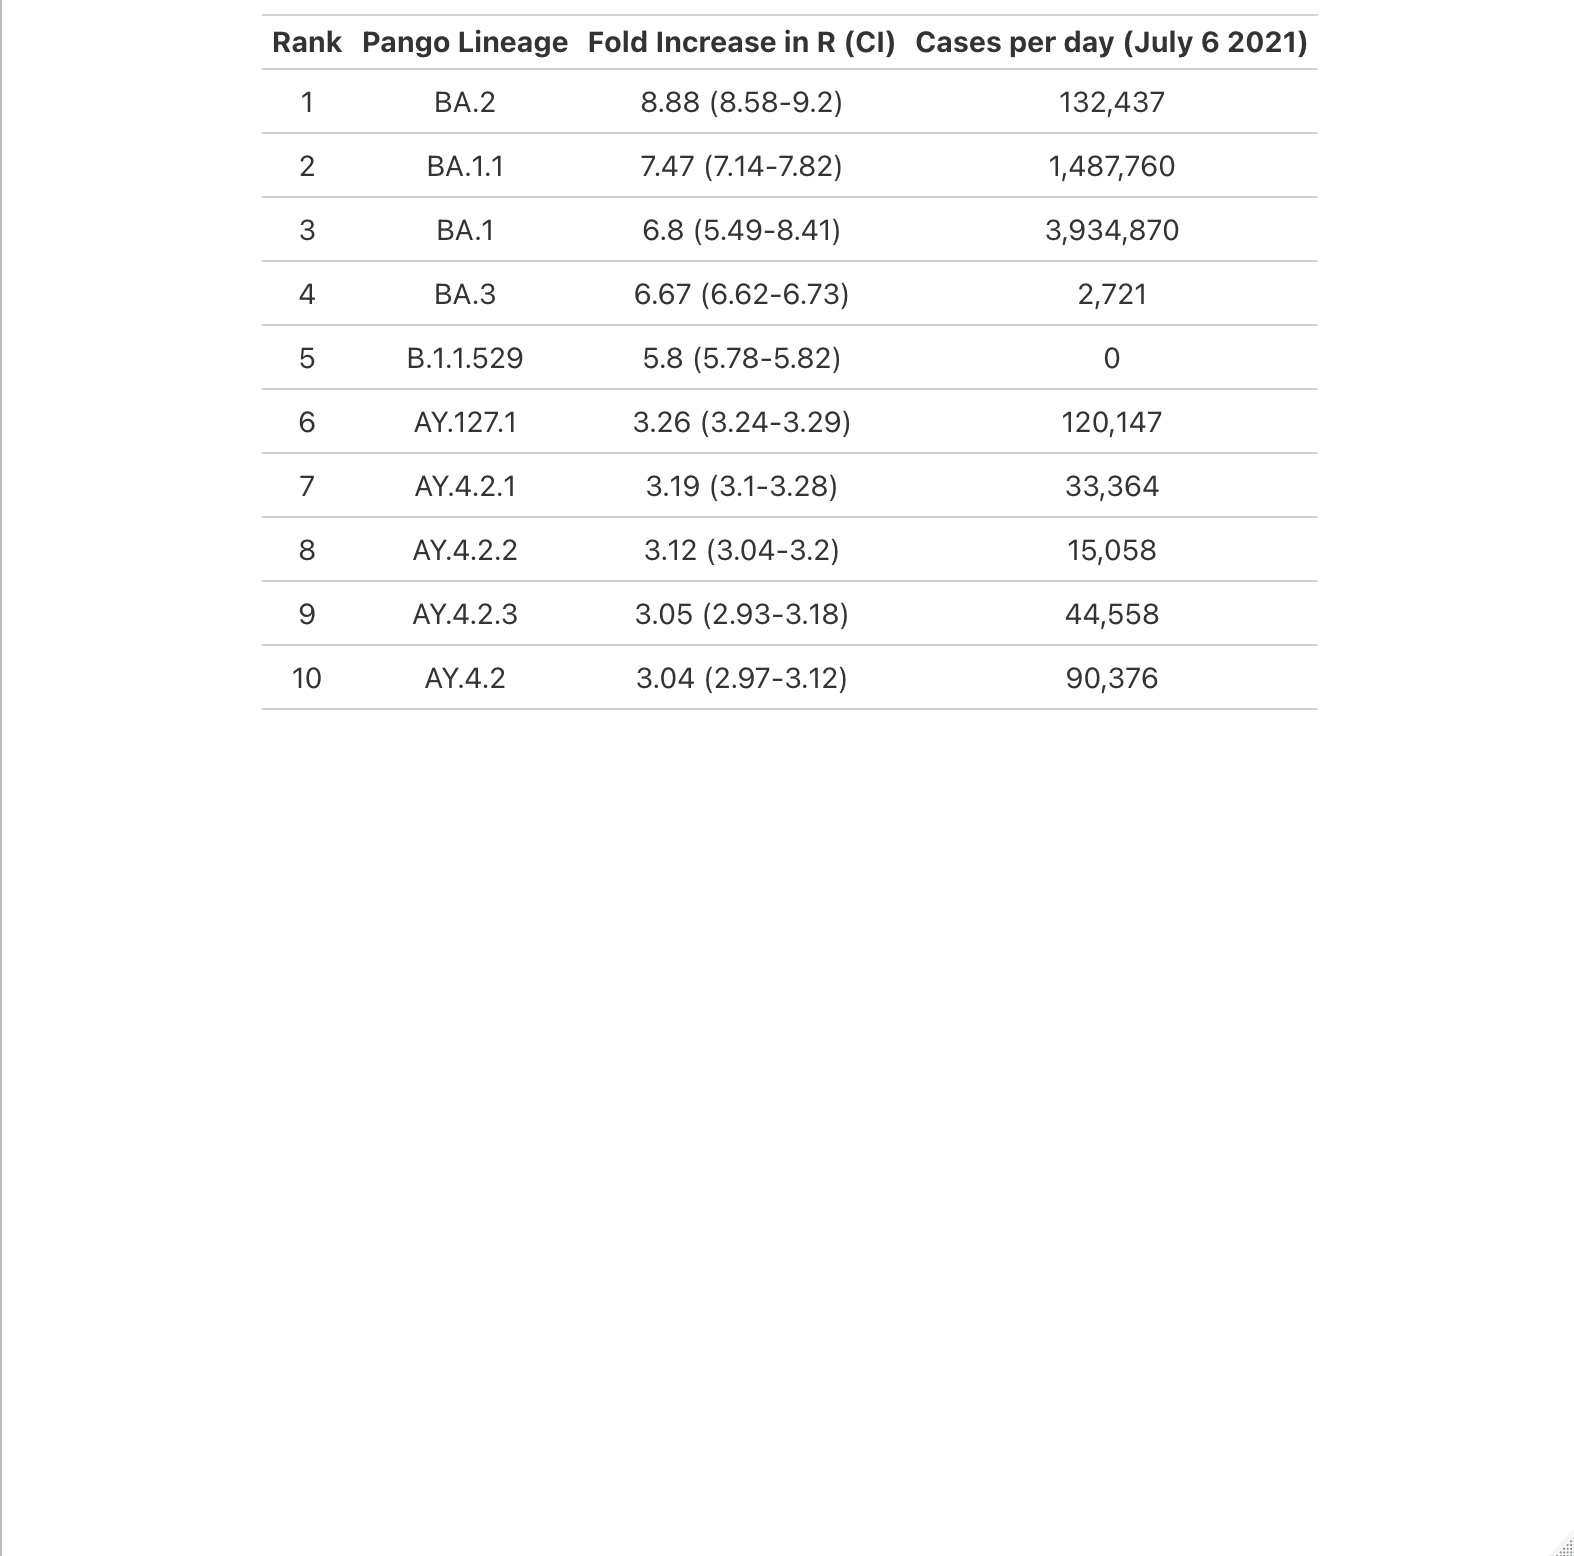 Rank Pango Lineage Fold Increase in R (CI) Cases per day (July 6 2021)
1 BA.2 8.88 (8.58-9.2) 132,437
2 BA.1.1 7.47 (7.14-7.82) 1,487,760
3 BA.1 6.8 (5.49-8.41) 3,934,870
4 BA.3 6.67 (6.62-6.73) 2,721
5 B.1.1.529 5.8 (5.78-5.82) 0
6 AY.127.1 3.26 (3.24-3.29) 120,147
7 AY.4.2.1 3.19 (3.1-3.28) 33,364
8 AY.4.2.2 3.12 (3.04-3.2) 15,058
9 AY.4.2.3 3.05 (2.93-3.18) 44,558
10 AY.4.2 3.04 (2.97-3.12) 90,376